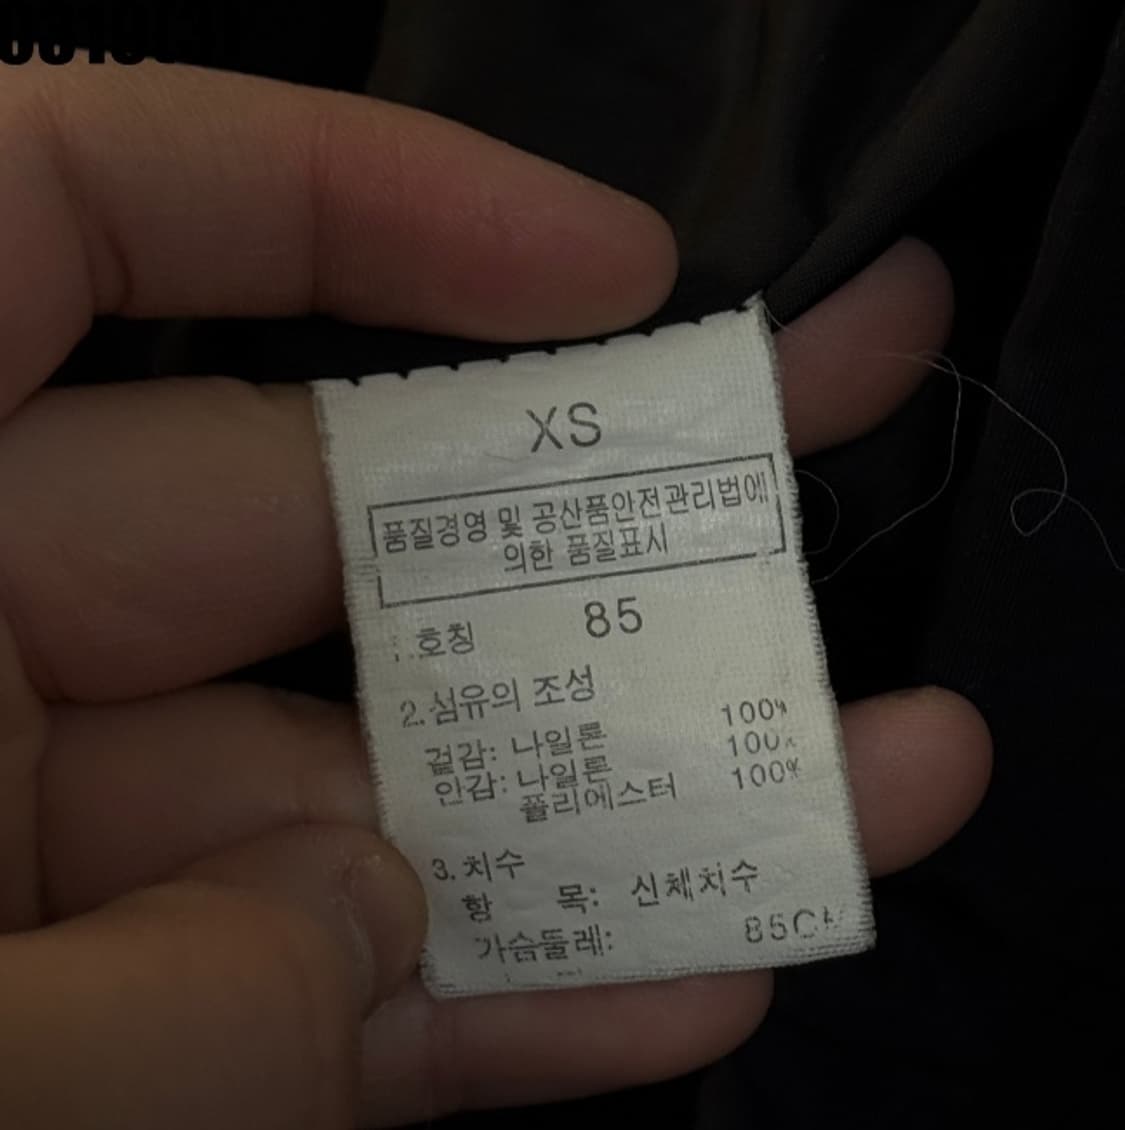 XS
품질경영 및 공산품안전관리법에
의한 품질표시
1. 호칭 85
2. 섬유의 조성
겉감: 나일론 100%
안감: 나일론 100%
폴리에스터 100%
3. 치수
항 목: 신체치수
가슴둘레: 85CM